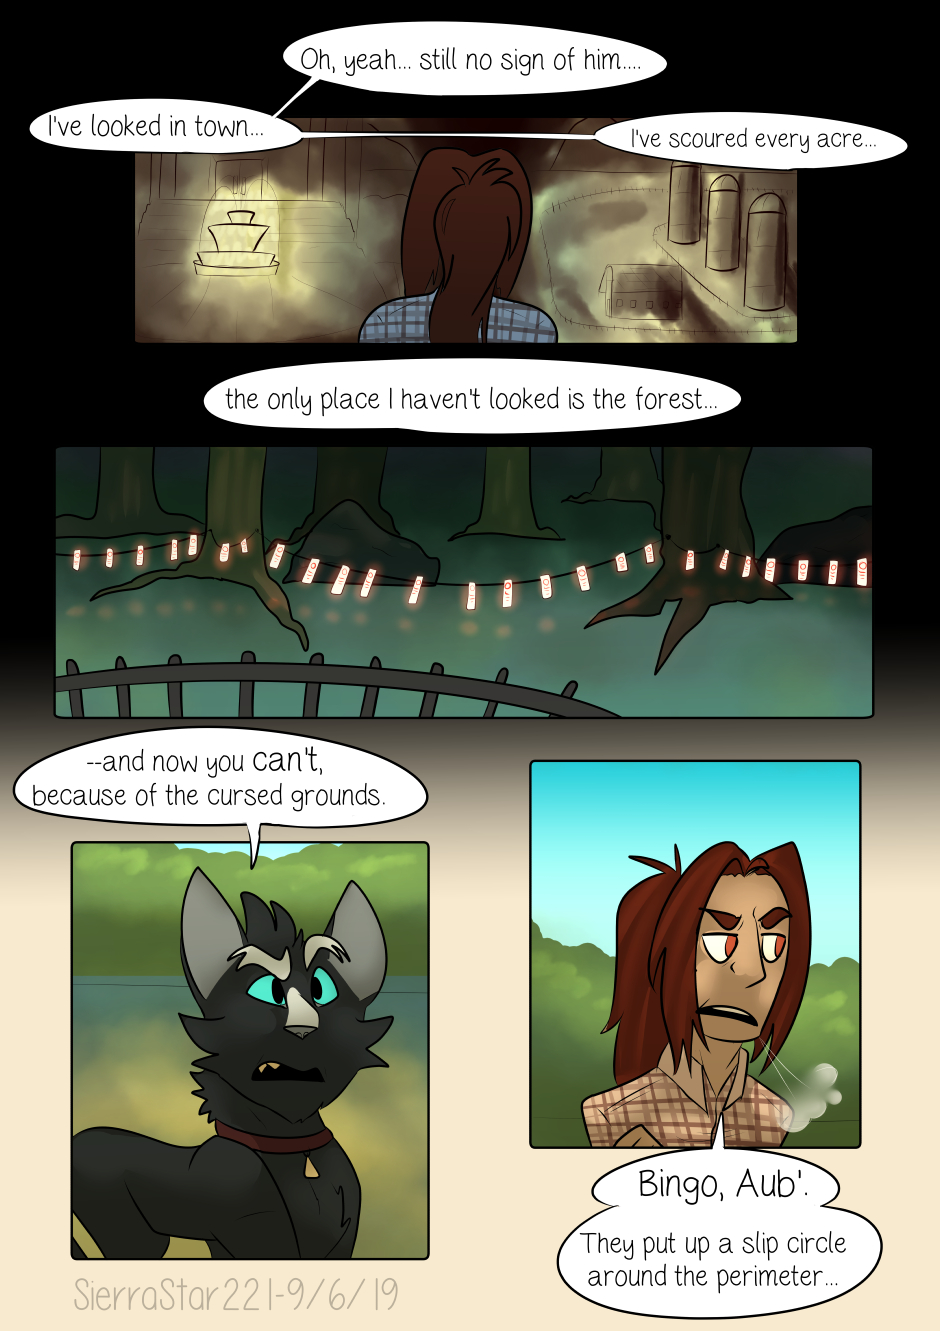 Oh, yeah... still no sign of him....
I've looked in town...
I've scoured every acre...
the only place I haven't looked is the forest...
--and now you can't,
because of the cursed grounds.
Bingo, Aub'.
They put up a slip circle
around the perimeter...
SierraStar221-9/6/19